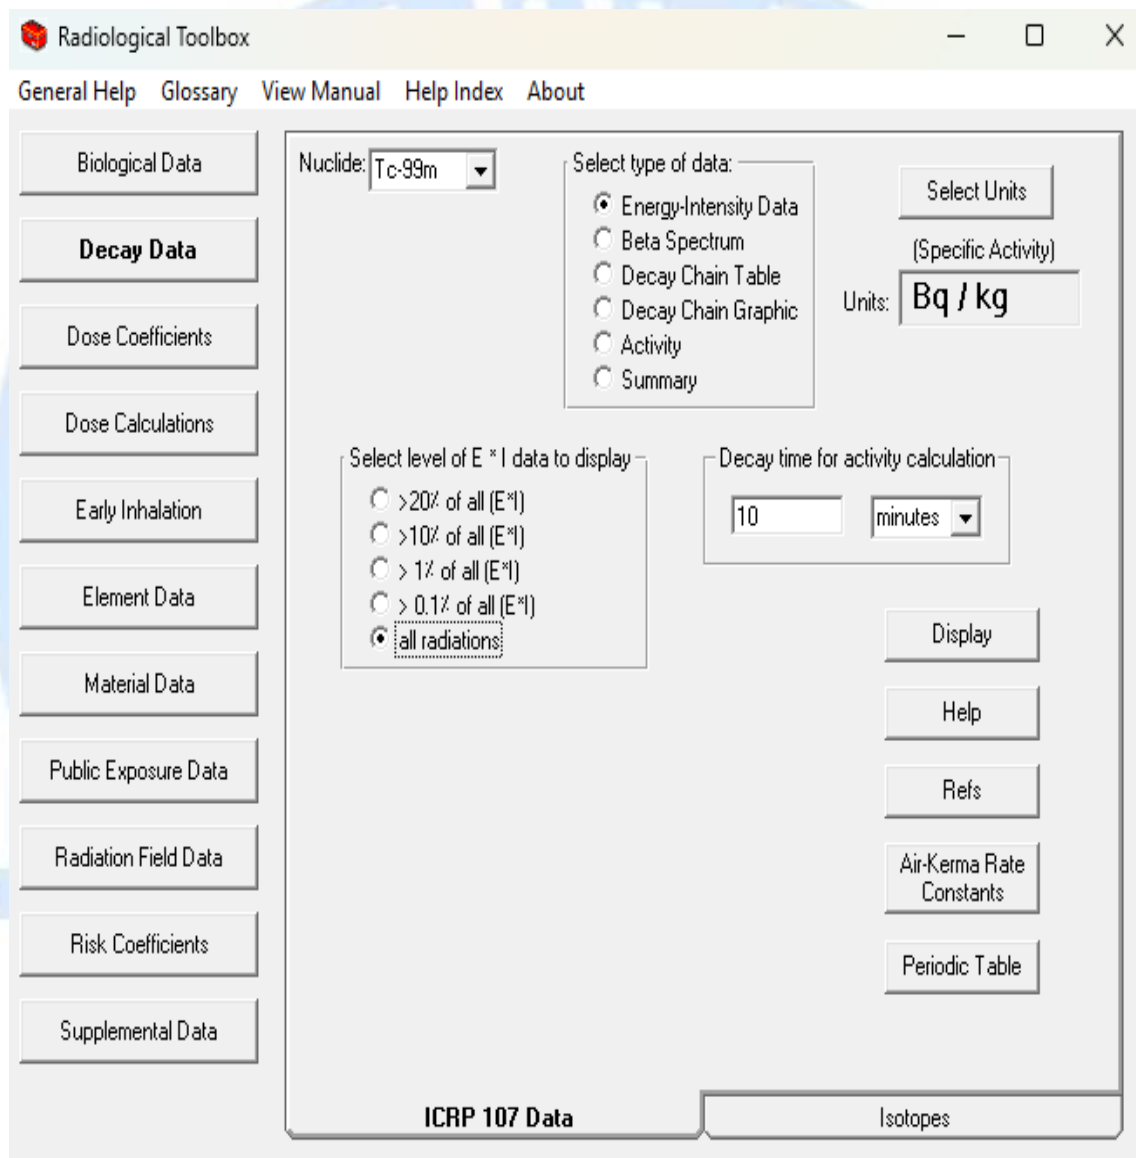 Radiological Toolbox
General Help Glossary View Manual Help Index About
Biological Data
Decay Data
Dose Coefficients
Dose Calculations
Early Inhalation
Element Data
Material Data
Public Exposure Data
Radiation Field Data
Risk Coefficients
Supplemental Data
Nuclide: Tc-99m
Select type of data:
Energy-Intensity Data
Beta Spectrum
Decay Chain Table
Decay Chain Graphic
Activity
Summary
Select Units
(Specific Activity)
Units: Bq / kg
Select level of E * I data to display
>20% of all (E*I)
>10% of all (E*I)
> 1% of all (E*I)
> 0.1% of all (E*I)
all radiations
Decay time for activity calculation
10 minutes
Display
Help
Refs
Air-Kerma Rate
Constants
Periodic Table
ICRP 107 Data
Isotopes